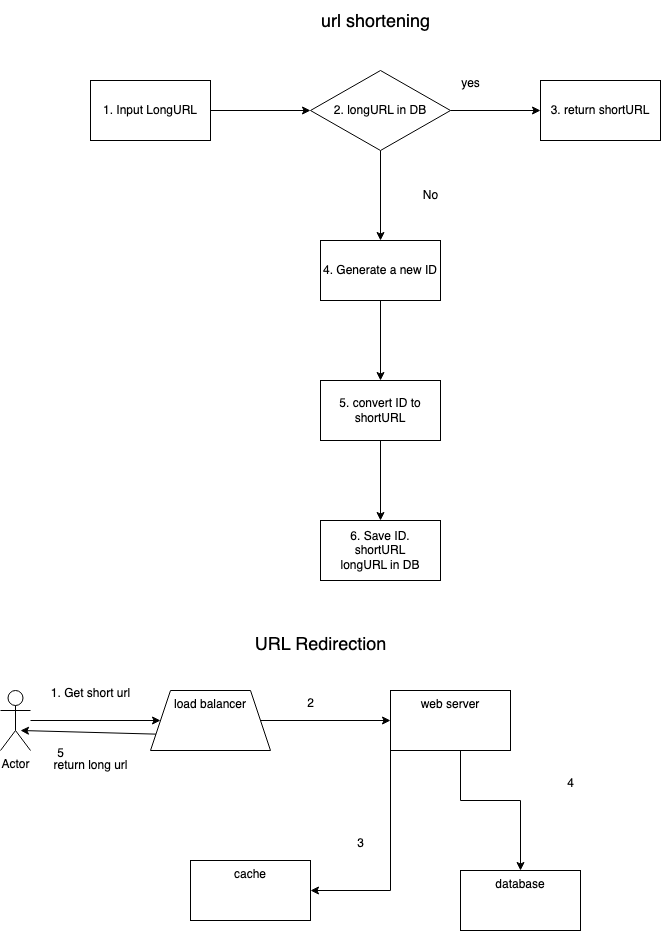 url shortening
yes
1. Input LongURL
2. longURL in DB
3. return shortURL
No
4. Generate a new ID
5. convert ID to
shortURL
6. Save ID.
shortURL
longURL in DB
URL Redirection
1. Get short url
load balancer
2
web server
5
return long url
Actor
4
3
cache
database